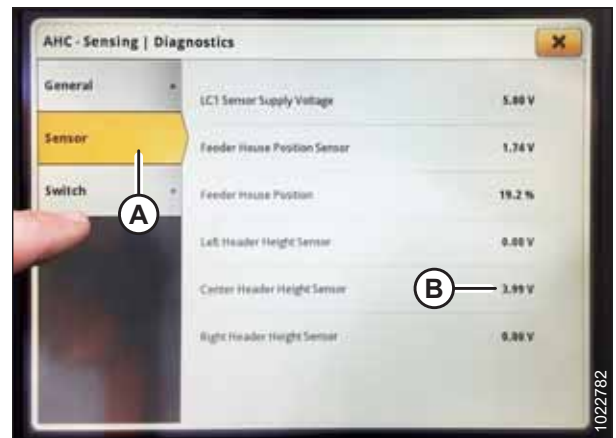 AHC - Sensing | Diagnostics
General
Sensor
Switch
LC1 Sensor Supply Voltage 5.00 V
Feeder House Position Sensor 1.74 V
Feeder House Position 19.2 %
Left Header Height Sensor 0.00 V
Center Header Height Sensor 3.99 V
Right Header Height Sensor 0.00 V
A
B
1022782